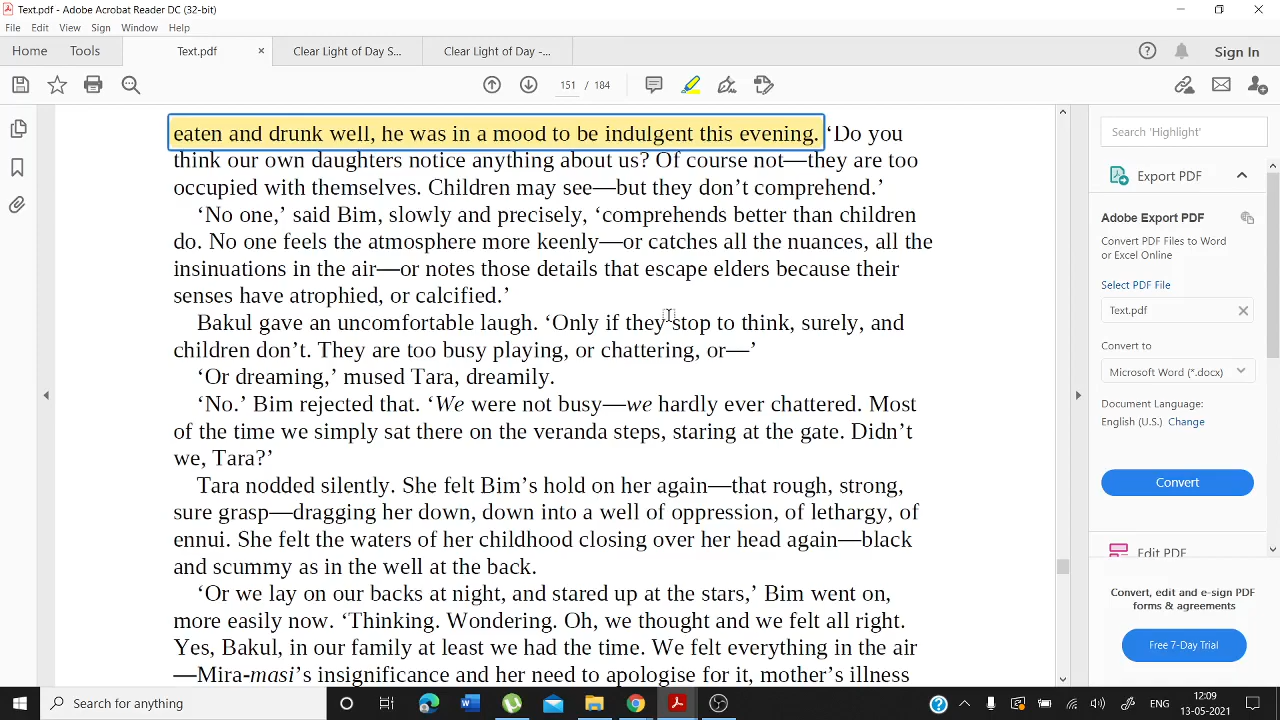 Text.pdf - Adobe Acrobat Reader DC (32-bit)
File Edit View Sign Window Help
Home Tools Text.pdf × Clear Light of Day S... Clear Light of Day -... Sign In
151 / 184
eaten and drunk well, he was in a mood to be indulgent this evening. ‘Do you
think our own daughters notice anything about us? Of course not—they are too
occupied with themselves. Children may see—but they don’t comprehend.’
‘No one,’ said Bim, slowly and precisely, ‘comprehends better than children
do. No one feels the atmosphere more keenly—or catches all the nuances, all the
insinuations in the air—or notes those details that escape elders because their
senses have atrophied, or calcified.’
Bakul gave an uncomfortable laugh. ‘Only if they stop to think, surely, and
children don’t. They are too busy playing, or chattering, or—’
‘Or dreaming,’ mused Tara, dreamily.
‘No.’ Bim rejected that. ‘We were not busy—we hardly ever chattered. Most
of the time we simply sat there on the veranda steps, staring at the gate. Didn’t
we, Tara?’
Tara nodded silently. She felt Bim’s hold on her again—that rough, strong,
sure grasp—dragging her down, down into a well of oppression, of lethargy, of
ennui. She felt the waters of her childhood closing over her head again—black
and scummy as in the well at the back.
‘Or we lay on our backs at night, and stared up at the stars,’ Bim went on,
more easily now. ‘Thinking. Wondering. Oh, we thought and we felt all right.
Yes, Bakul, in our family at least we had the time. We felt everything in the air
—Mira-masi’s insignificance and her need to apologise for it, mother’s illness
Search 'Highlight'
Export PDF
Adobe Export PDF
Convert PDF Files to Word
or Excel Online
Select PDF File
Text.pdf
Convert to
Microsoft Word (*.docx)
Document Language:
English (U.S.) Change
Convert
Edit PDF
Convert, edit and e-sign PDF
forms & agreements
Free 7-Day Trial
Search for anything
ENG
12:09
13-05-2021